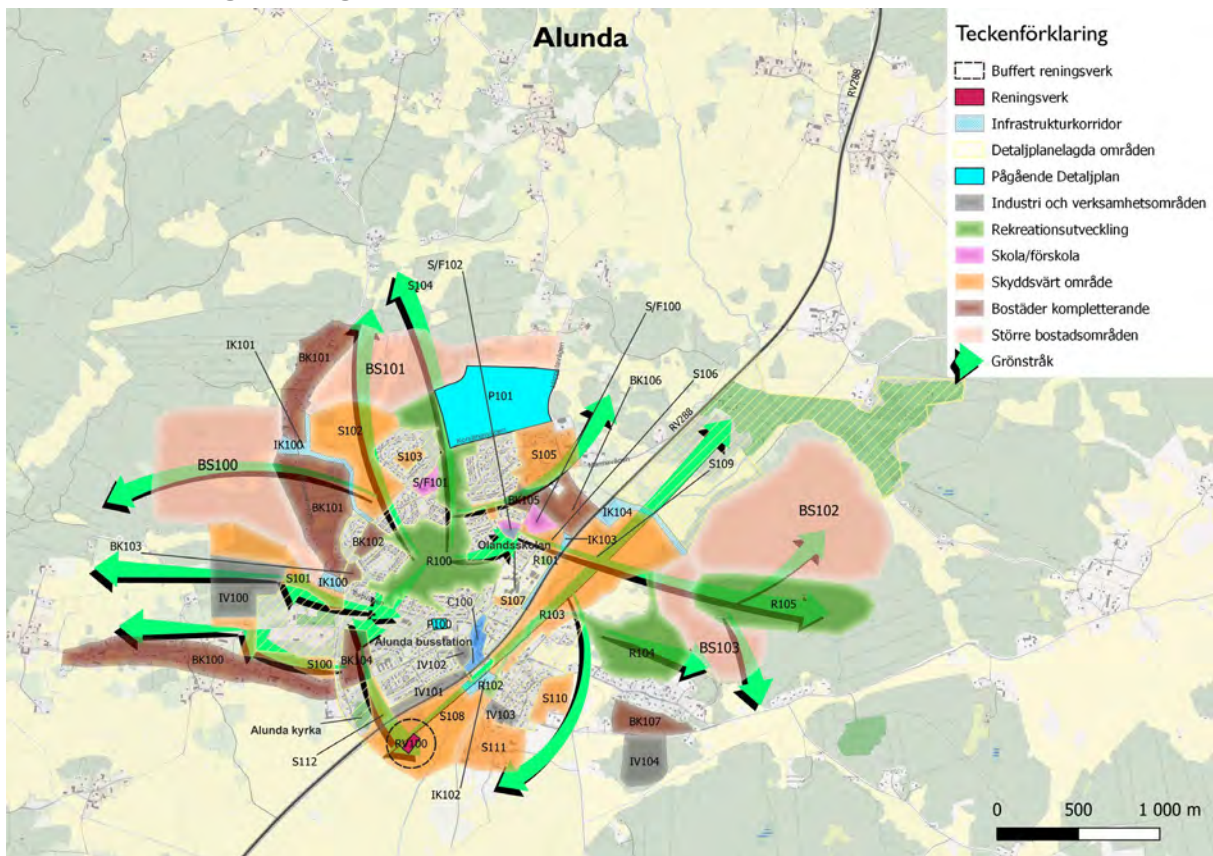 Alunda
Teckenförklaring
Buffert reningsverk
Reningsverk
Infrastrukturkorridor
Detaljplanelagda områden
Pågående Detaljplan
Industri och verksamhetsområden
Rekreationsutveckling
Skola/förskola
Skyddsvärt område
Bostäder kompletterande
Större bostadsområden
Grönstråk
RV288
S/F102
S104
S/F100
IK101
BK101
BS101
BK106
S106
P101
RV288
S102
IK100
S103
S105
S109
BS100
S/F101
BK101
BK105
IK104
BS102
BK102
Olandsskolan
IK103
BK103
R100
R101
IK100
S101
IV100
C100
S107
R103
R105
P100
Alunda busstation
BK100
S100
BK104
IV102
R104
BS103
IV101
R102
S110
S108
IV103
BK107
Alunda kyrka
RV100
S111
IV104
S112
IK102
0 500 1 000 m